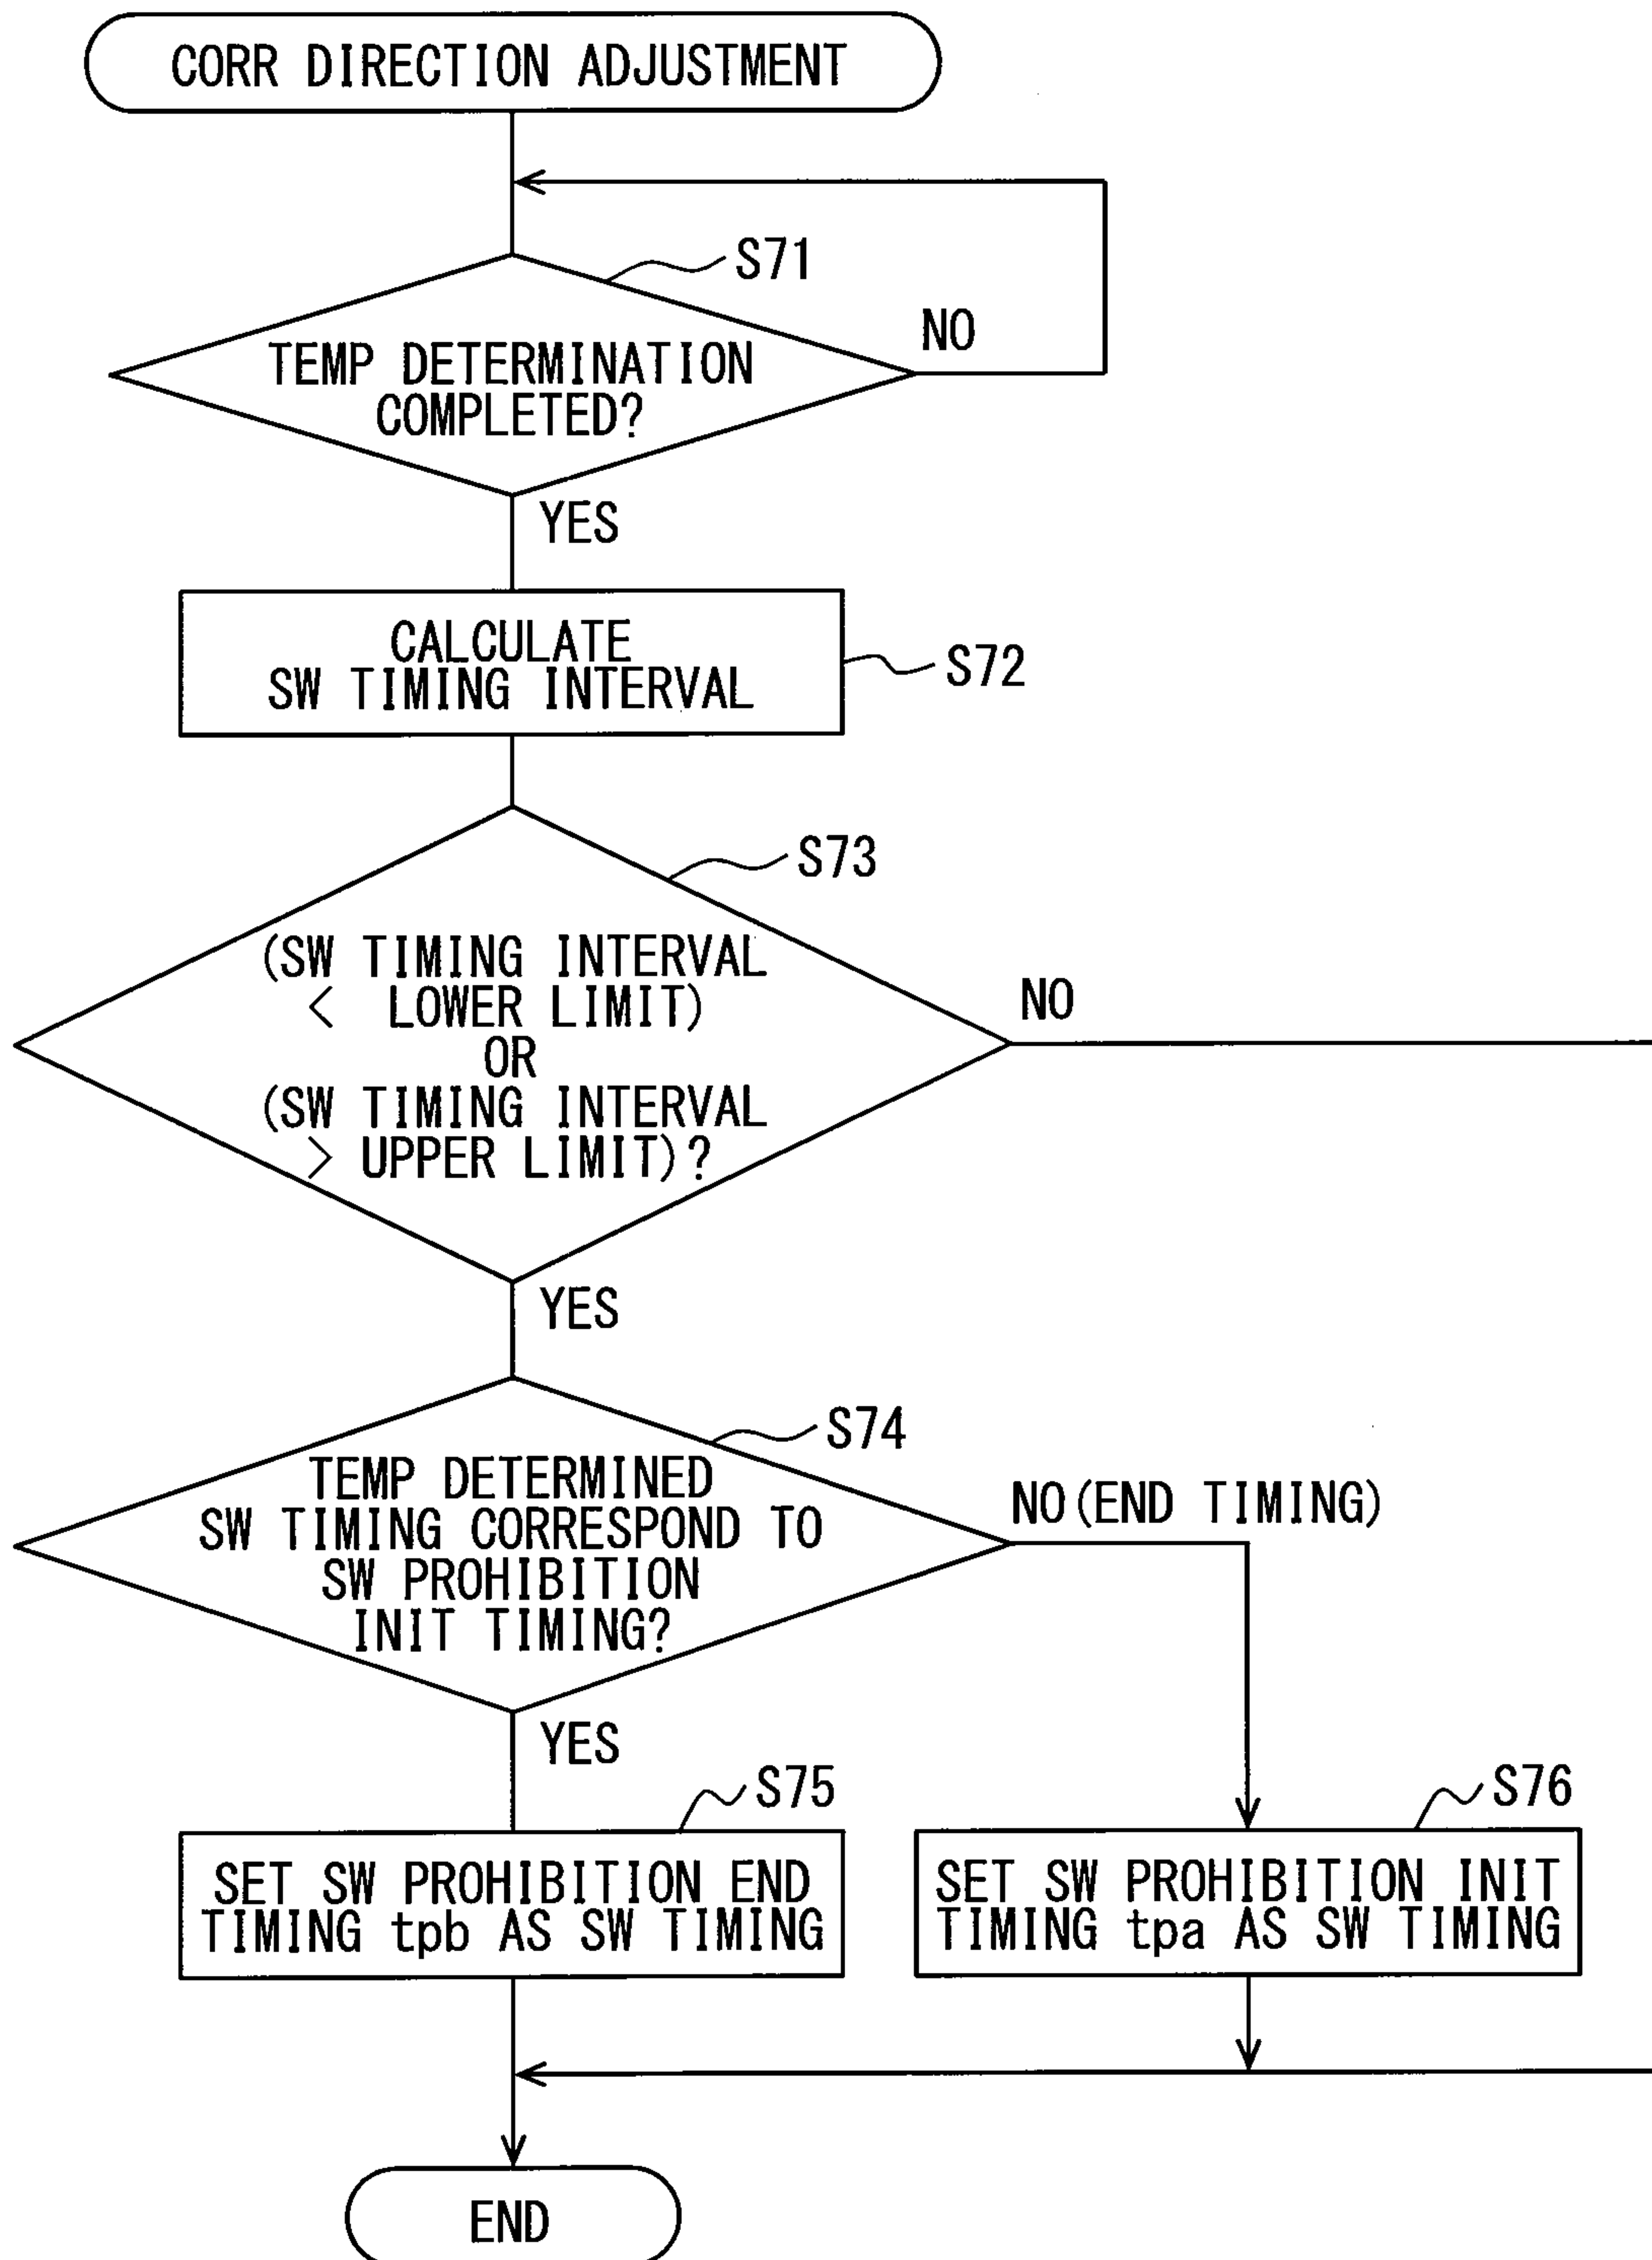 CORR DIRECTION ADJUSTMENT
S71
NO
TEMP DETERMINATION
COMPLETED?
YES
CALCULATE
SW TIMING INTERVAL
S72
S73
(SW TIMING INTERVAL
< LOWER LIMIT)
OR
(SW TIMING INTERVAL
> UPPER LIMIT)?
NO
YES
S74
TEMP DETERMINED
SW TIMING CORRESPOND TO
SW PROHIBITION
INIT TIMING?
NO(END TIMING)
YES
S75
SET SW PROHIBITION END
TIMING tpb AS SW TIMING
S76
SET SW PROHIBITION INIT
TIMING tpa AS SW TIMING
END